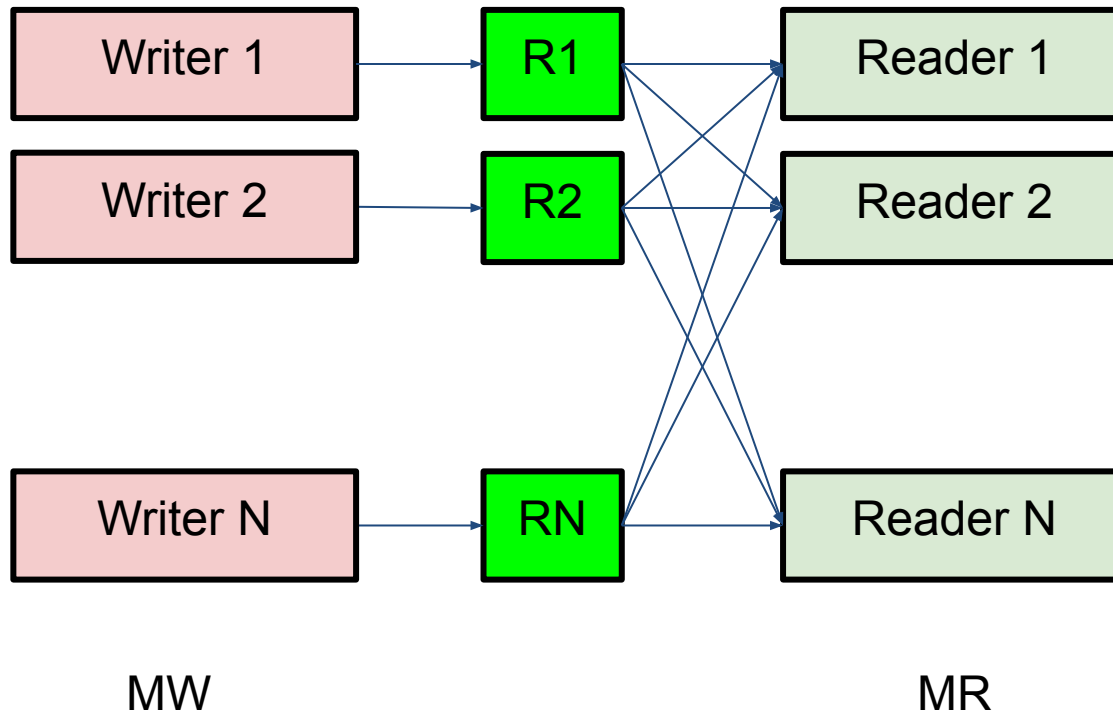 Writer 1 R1 Reader 1
Writer 2 R2 Reader 2
Writer N RN Reader N
MW MR